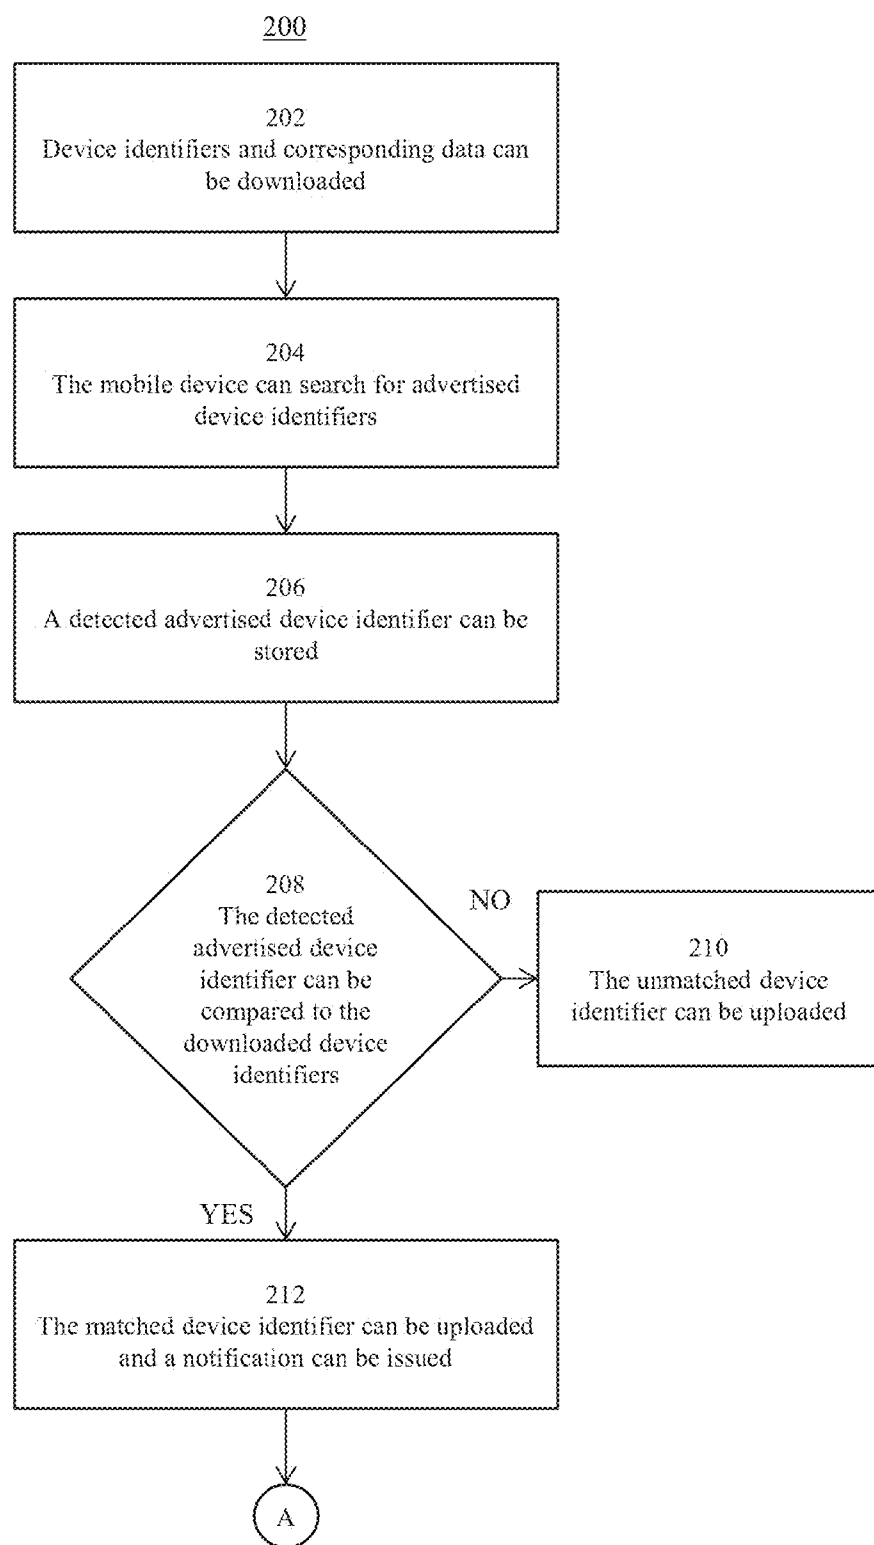 200
202
Device identifiers and corresponding data can
be downloaded
204
The mobile device can search for advertised
device identifiers
206
A detected advertised device identifier can be
stored
208
The detected
advertised device
identifier can be
compared to the
downloaded device
identifiers
NO
210
The unmatched device
identifier can be uploaded
YES
212
The matched device identifier can be uploaded
and a notification can be issued
A